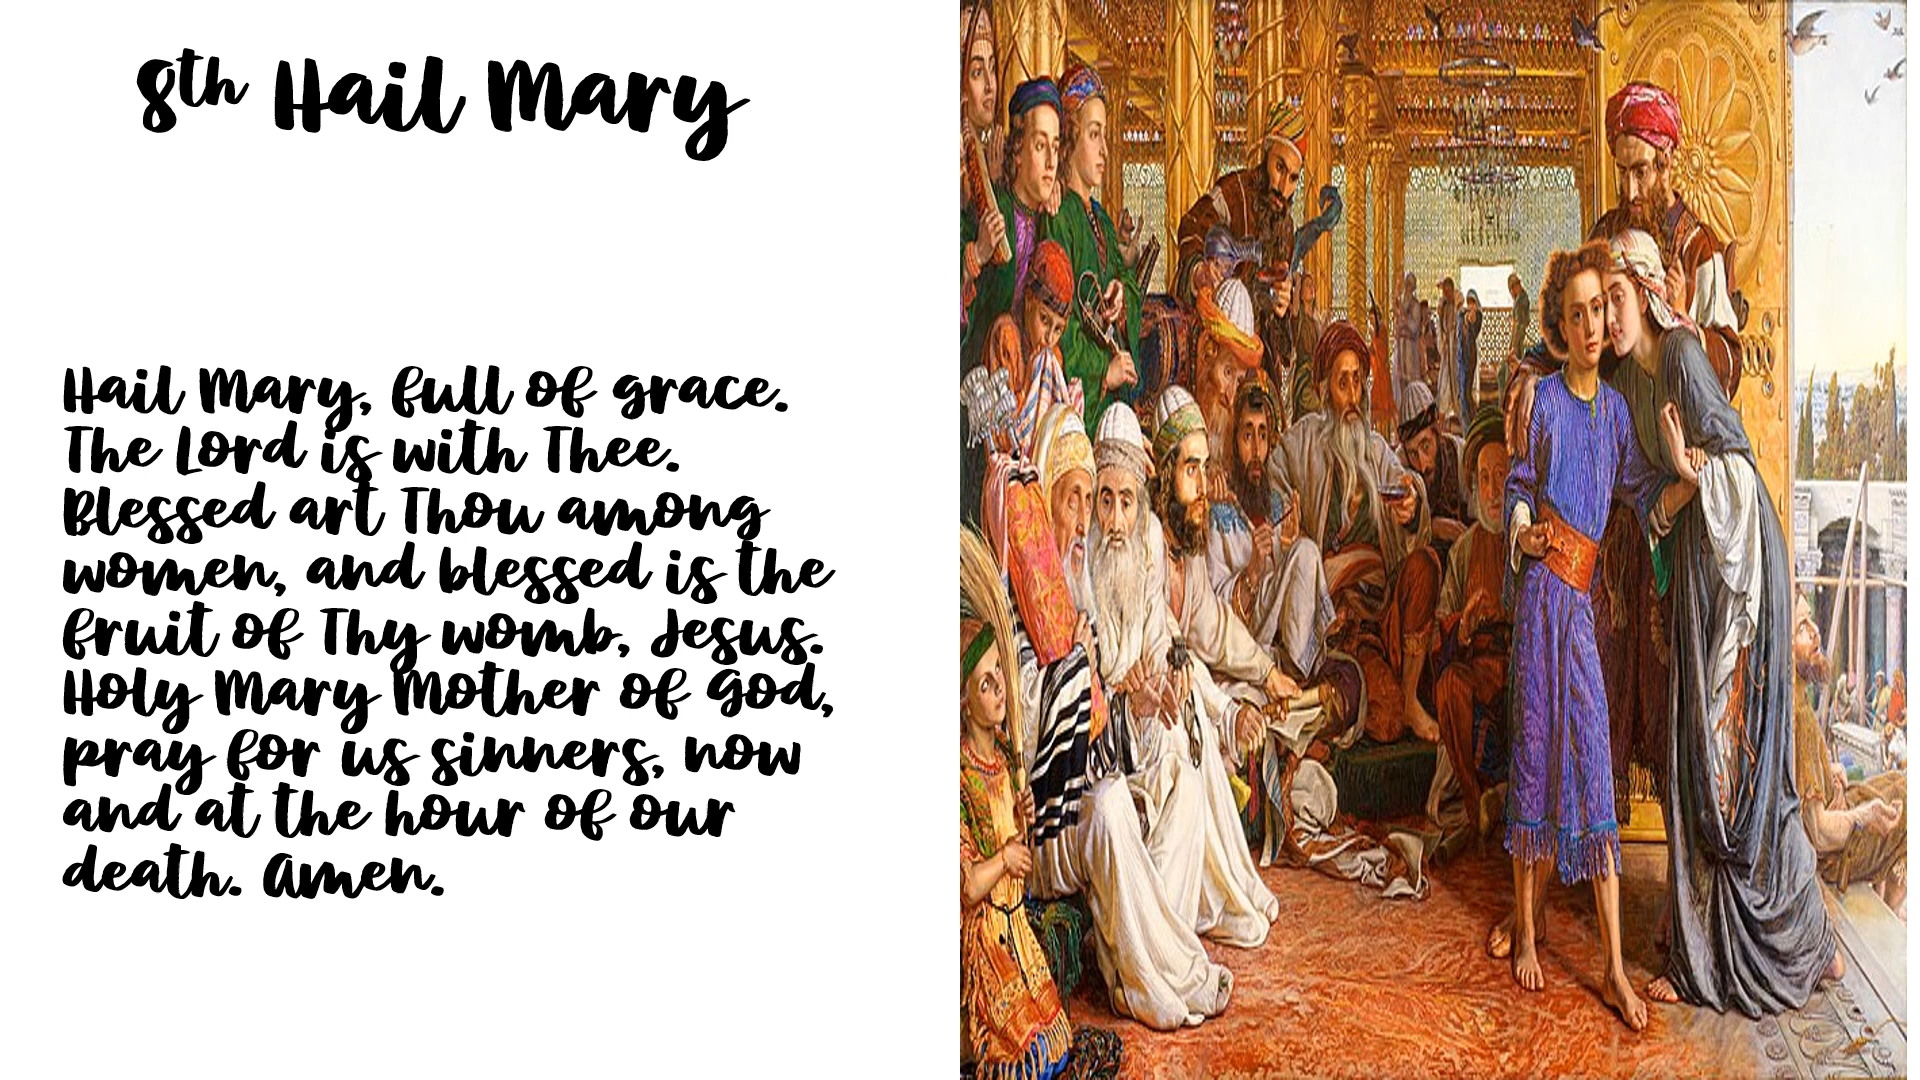 8th Hail Mary
Hail Mary, full of grace.
The Lord is with Thee.
Blessed art Thou among
women, and blessed is the
fruit of Thy womb, Jesus.
Holy Mary Mother of God,
pray for us sinners, now
and at the hour of our
death. Amen.